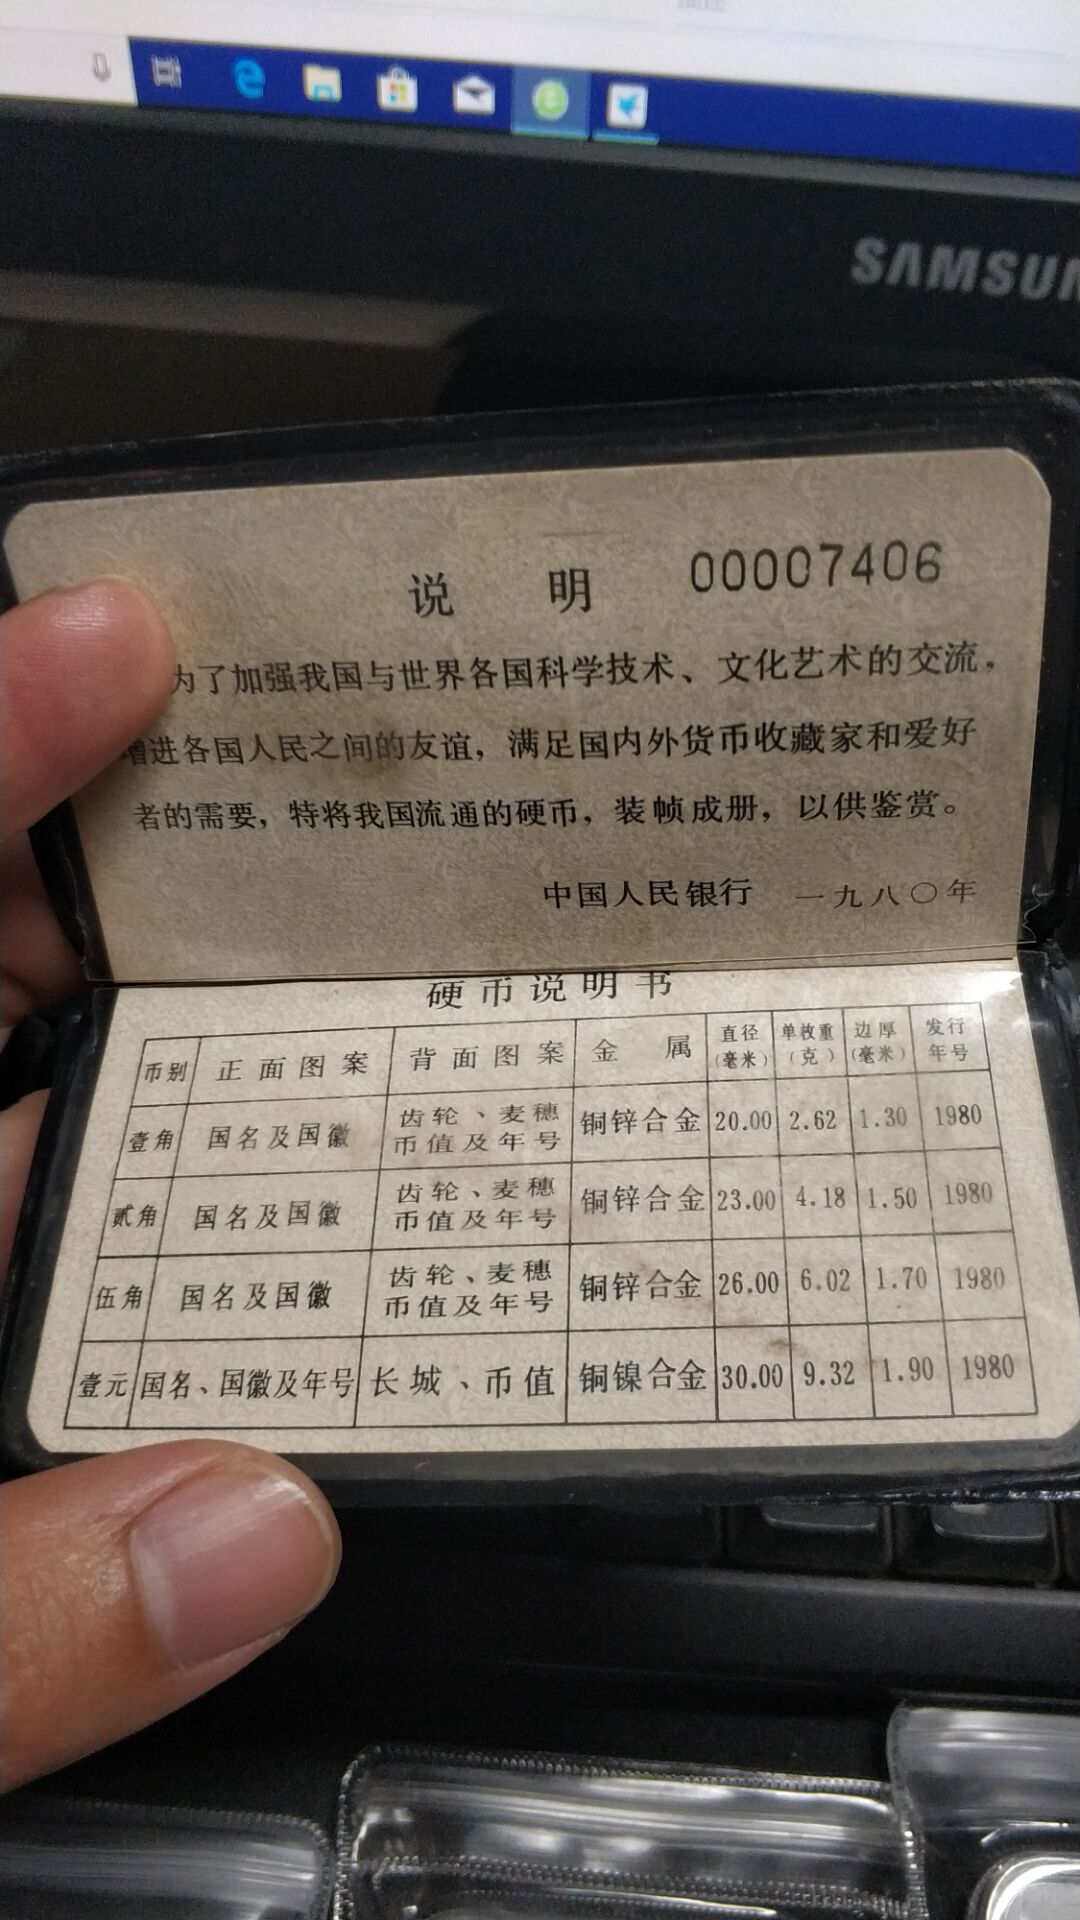 SAMSUN
说 明 00007406
为了加强我国与世界各国科学技术、文化艺术的交流，
增进各国人民之间的友谊，满足国内外货币收藏家和爱好
者的需要，特将我国流通的硬币，装帧成册，以供鉴赏。
中国人民银行 一九八〇年
硬币说明书
币别 正面图案 背面图案 金属 直径(毫米) 单枚重(克) 边厚(毫米) 发行年号
壹角 国名及国徽 齿轮、麦穗币值及年号 铜锌合金 20.00 2.62 1.30 1980
贰角 国名及国徽 齿轮、麦穗币值及年号 铜锌合金 23.00 4.18 1.50 1980
伍角 国名及国徽 齿轮、麦穗币值及年号 铜锌合金 26.00 6.02 1.70 1980
壹元 国名、国徽及年号 长城、币值 铜镍合金 30.00 9.32 1.90 1980